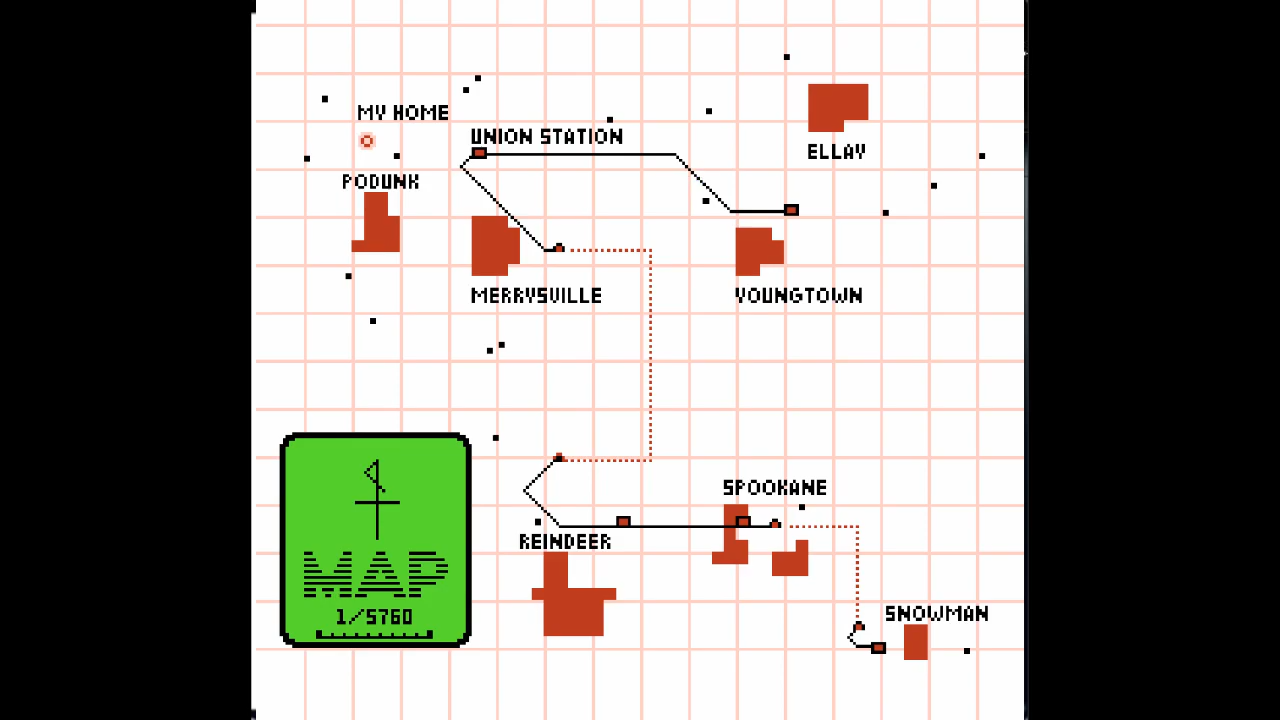 MY HOME
UNION STATION
ELLAY
PODUNK
MERRYSVILLE
YOUNGTOWN
SPOOKANE
REINDEER
SNOWMAN
MAP
1/5760